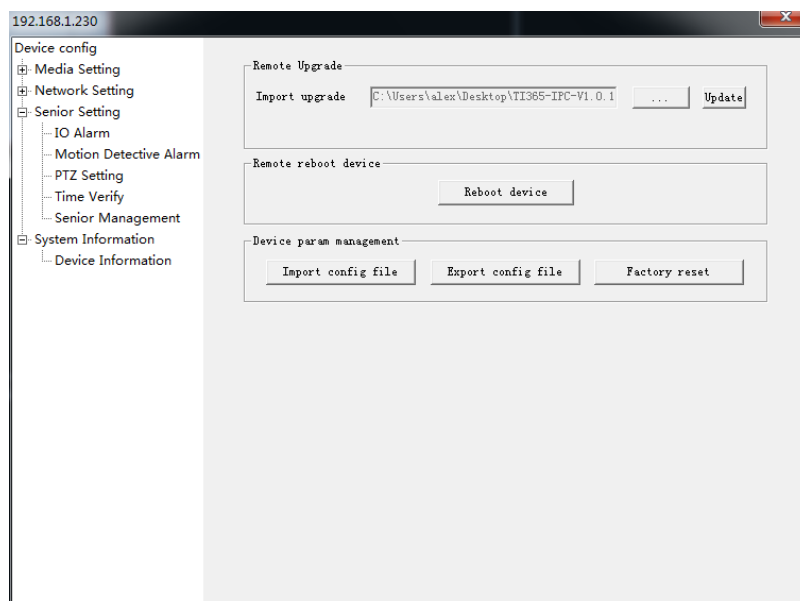 192.168.1.230
Device config
Media Setting
Network Setting
Senior Setting
IO Alarm
Motion Detective Alarm
PTZ Setting
Time Verify
Senior Management
System Information
Device Information
Remote Upgrade
Import upgrade C:\Users\alex\Desktop\TI365-IPC-V1.0.1 ... Update
Remote reboot device
Reboot device
Device param management
Import config file Export config file Factory reset